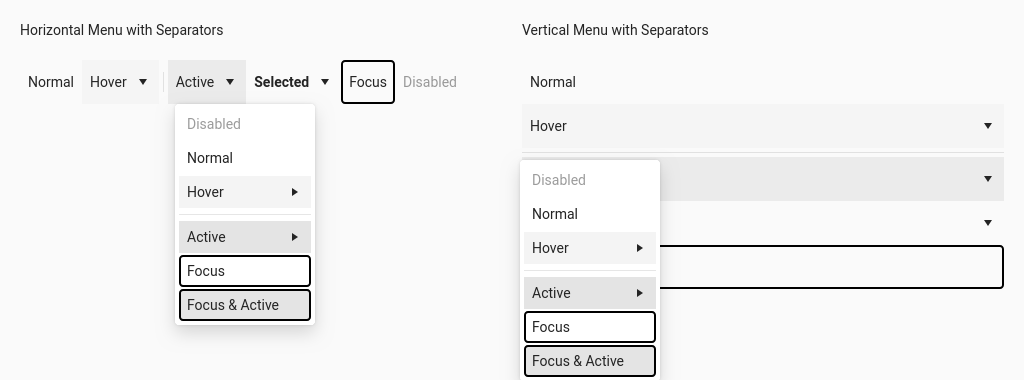 Horizontal Menu with Separators
Normal Hover Active Selected Focus Disabled
Disabled
Normal
Hover
Active
Focus
Focus & Active
Vertical Menu with Separators
Normal
Hover
Disabled
Normal
Hover
Active
Focus
Focus & Active